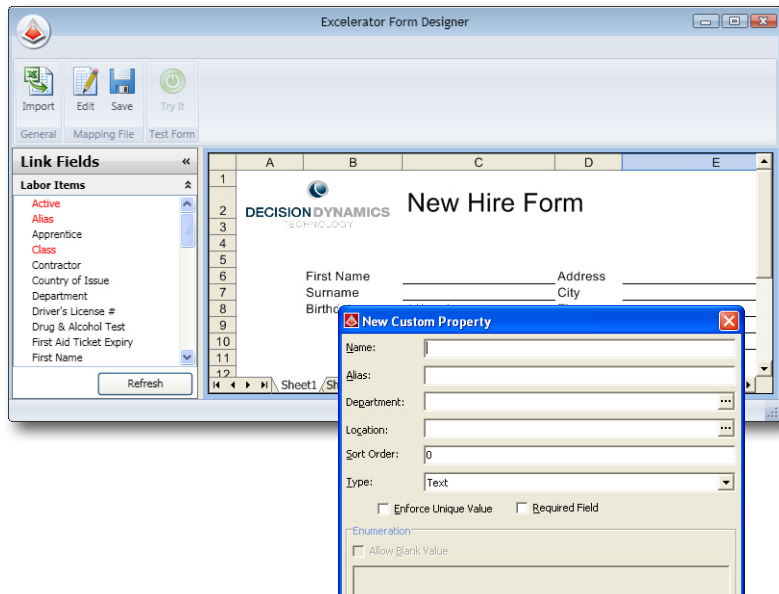 Excelerator Form Designer
Import Edit Save Try It
General Mapping File Test Form
Link Fields
Labor Items
Active
Alias
Apprentice
Class
Contractor
Country of Issue
Department
Driver's License #
Drug & Alcohol Test
First Aid Ticket Expiry
First Name
Refresh
A B C D E
1
2
3
4
5
6
7
8
9
10
11
12
DECISIONDYNAMICS
TECHNOLOGY
New Hire Form
First Name Address
Surname City
Sheet1
New Custom Property
Name:
Alias:
Department: ...
Location: ...
Sort Order: 0
Type: Text
Enforce Unique Value Required Field
Enumeration
Allow Blank Value